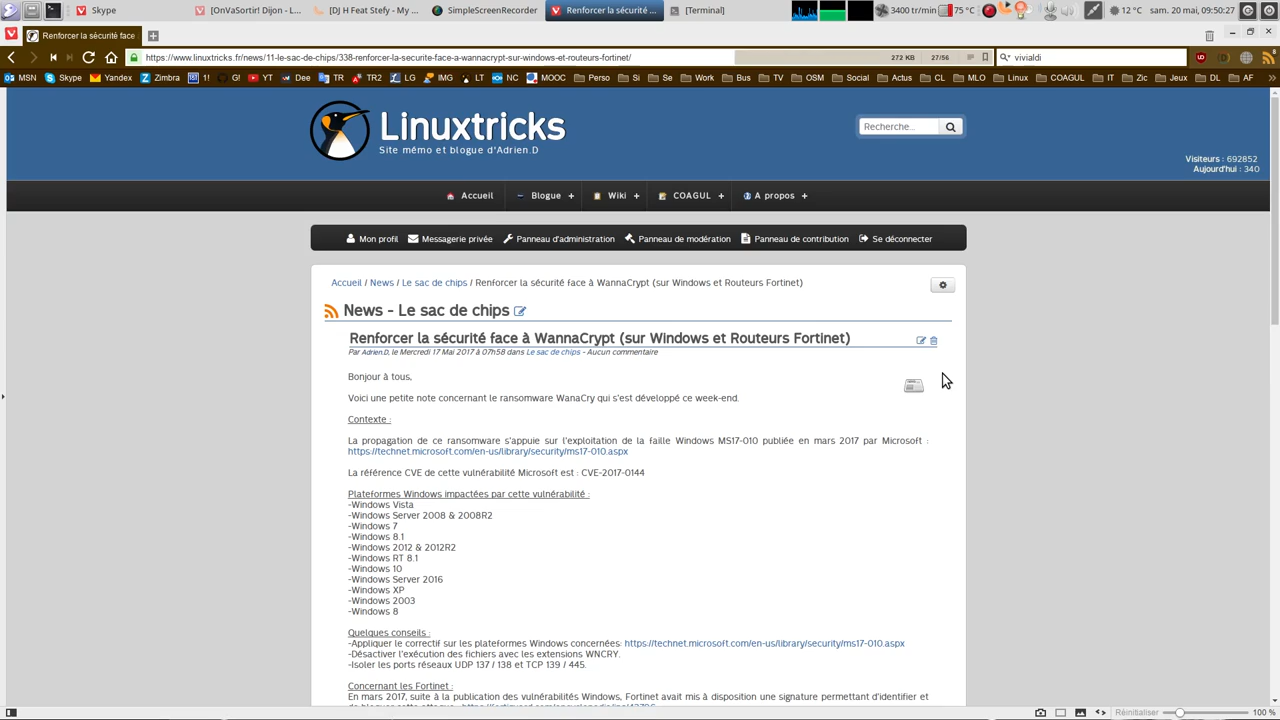 Skype
[OnVaSortir! Dijon - L...
[DJ H Feat Stefy - My ...
SimpleScreenRecorder
Renforcer la sécurité ...
[Terminal]
3400 tr/min
75 °C
12 °C
sam. 20 mai, 09:50:27
Renforcer la sécurité face
https://www.linuxtricks.fr/news/11-le-sac-de-chips/338-renforcer-la-securite-face-a-wannacrypt-sur-windows-et-routeurs-fortinet/
272 KB
27/56
vivialdi
MSN Skype Yandex Zimbra 1! G! YT Dee TR TR2 LG IMG LT NC MOOC Perso Si Se Work Bus TV OSM Social Actus CL MLO Linux COAGUL IT Zic Jeux DL AF
Linuxtricks
Site mémo et blogue d'Adrien.D
Recherche...
Visiteurs : 692852
Aujourd'hui : 340
Accueil Blogue + Wiki + COAGUL + A propos +
Mon profil Messagerie privée Panneau d'administration Panneau de modération Panneau de contribution Se déconnecter
Accueil / News / Le sac de chips / Renforcer la sécurité face à WannaCrypt (sur Windows et Routeurs Fortinet)
News - Le sac de chips
Renforcer la sécurité face à WannaCrypt (sur Windows et Routeurs Fortinet)
Par Adrien.D, le Mercredi 17 Mai 2017 à 07h58 dans Le sac de chips - Aucun commentaire
Bonjour à tous,
Voici une petite note concernant le ransomware WanaCry qui s'est développé ce week-end.
Contexte :
La propagation de ce ransomware s'appuie sur l'exploitation de la faille Windows MS17-010 publiée en mars 2017 par Microsoft :
https://technet.microsoft.com/en-us/library/security/ms17-010.aspx
La référence CVE de cette vulnérabilité Microsoft est : CVE-2017-0144
Plateformes Windows impactées par cette vulnérabilité :
-Windows Vista
-Windows Server 2008 & 2008R2
-Windows 7
-Windows 8.1
-Windows 2012 & 2012R2
-Windows RT 8.1
-Windows 10
-Windows Server 2016
-Windows XP
-Windows 2003
-Windows 8
Quelques conseils :
-Appliquer le correctif sur les plateformes Windows concernées: https://technet.microsoft.com/en-us/library/security/ms17-010.aspx
-Désactiver l'exécution des fichiers avec les extensions WNCRY.
-Isoler les ports réseaux UDP 137 / 138 et TCP 139 / 445.
Concernant les Fortinet :
En mars 2017, suite à la publication des vulnérabilités Windows, Fortinet avait mis à disposition une signature permettant d'identifier et
Réinitialiser
100 %